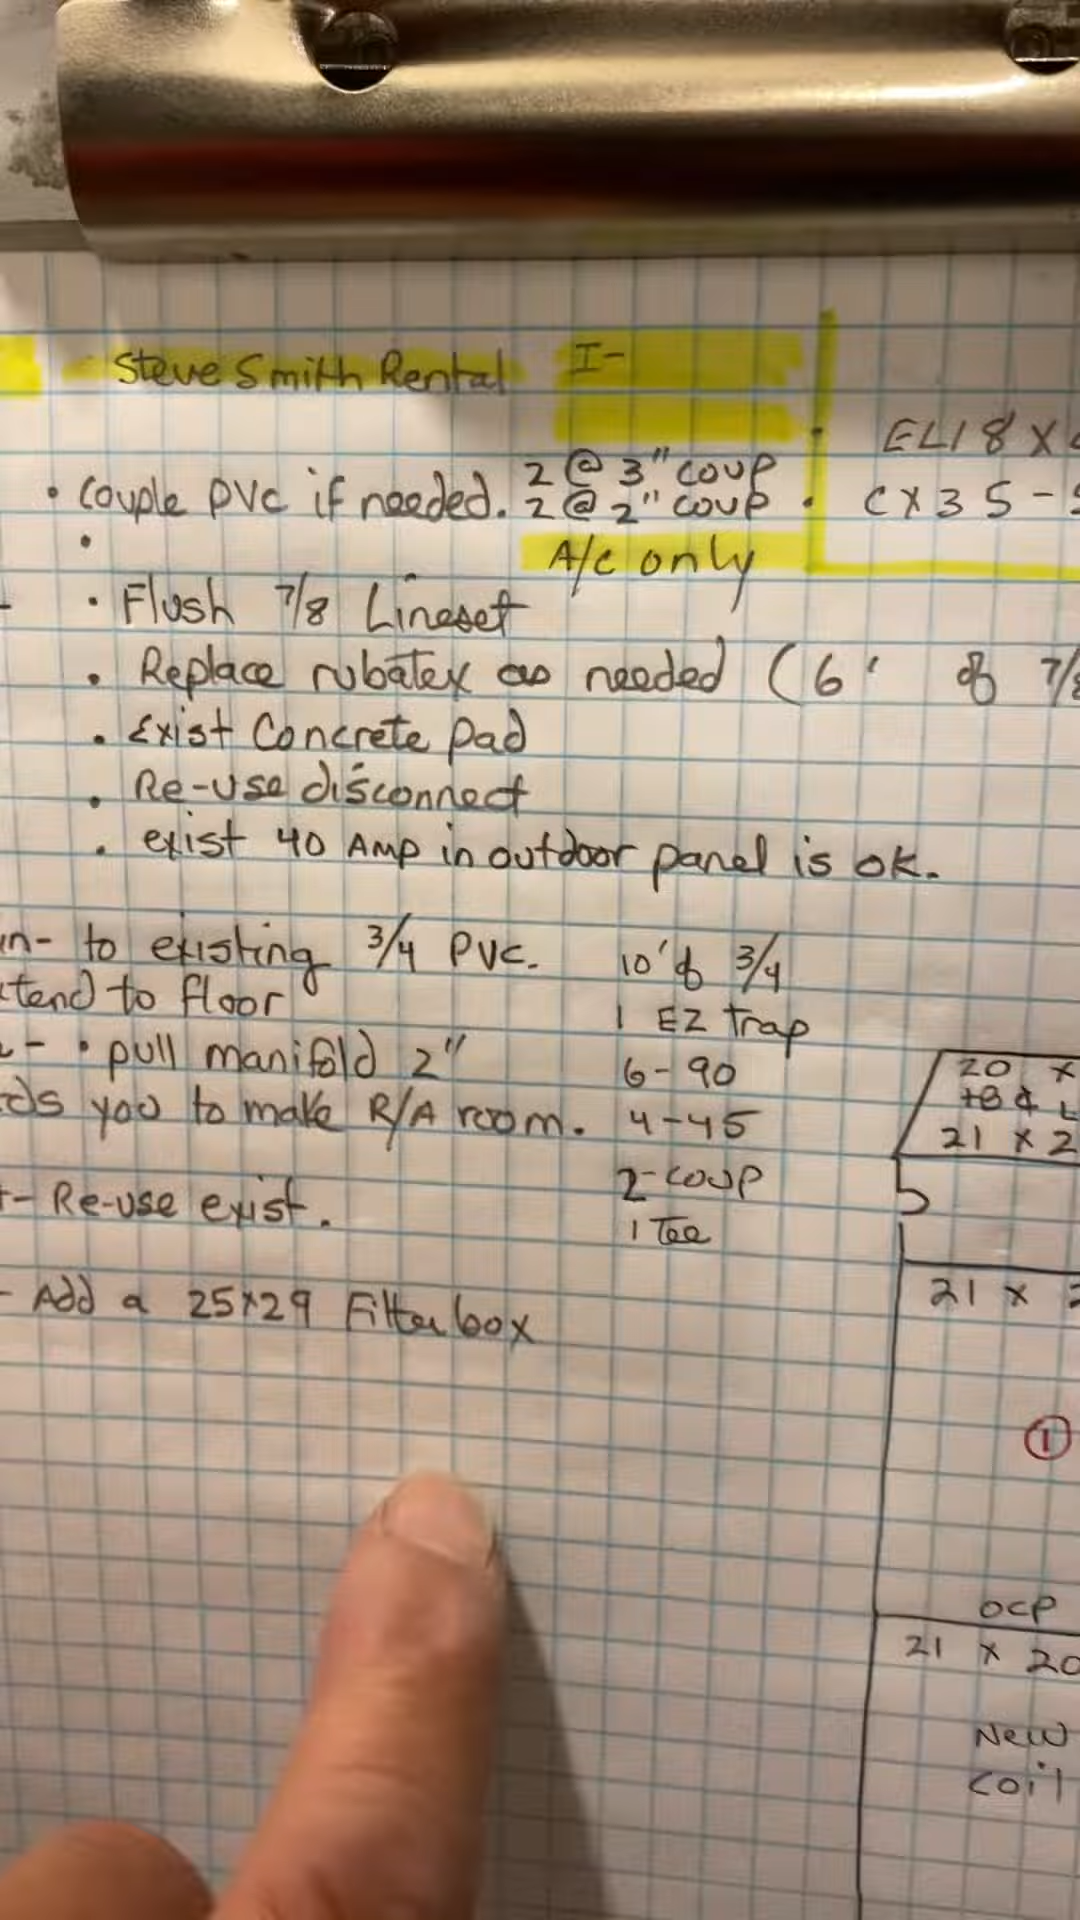 Steve Smith Rental I-
EL18X
• Couple PVC if needed. 2 @ 3" coup
2 @ 2" coup
• CX35-
A/C only
• Flush 7/8 Lineset
• Replace rubatex as needed (6' of 7/8
• Exist Concrete pad
• Re-use disconnect
• exist 40 Amp in outdoor panel is ok.
in- to existing 3/4 PVC.
tend to floor
• pull manifold 2"
ds you to make R/A room.
- Re-use exist.
- Add a 25x29 Filter box
10' of 3/4
1 EZ trap
6-90
4-45
2-coup
1 Tee
20 x
21 x 2
21 x
1
OCP
21 x 20
New
Coil